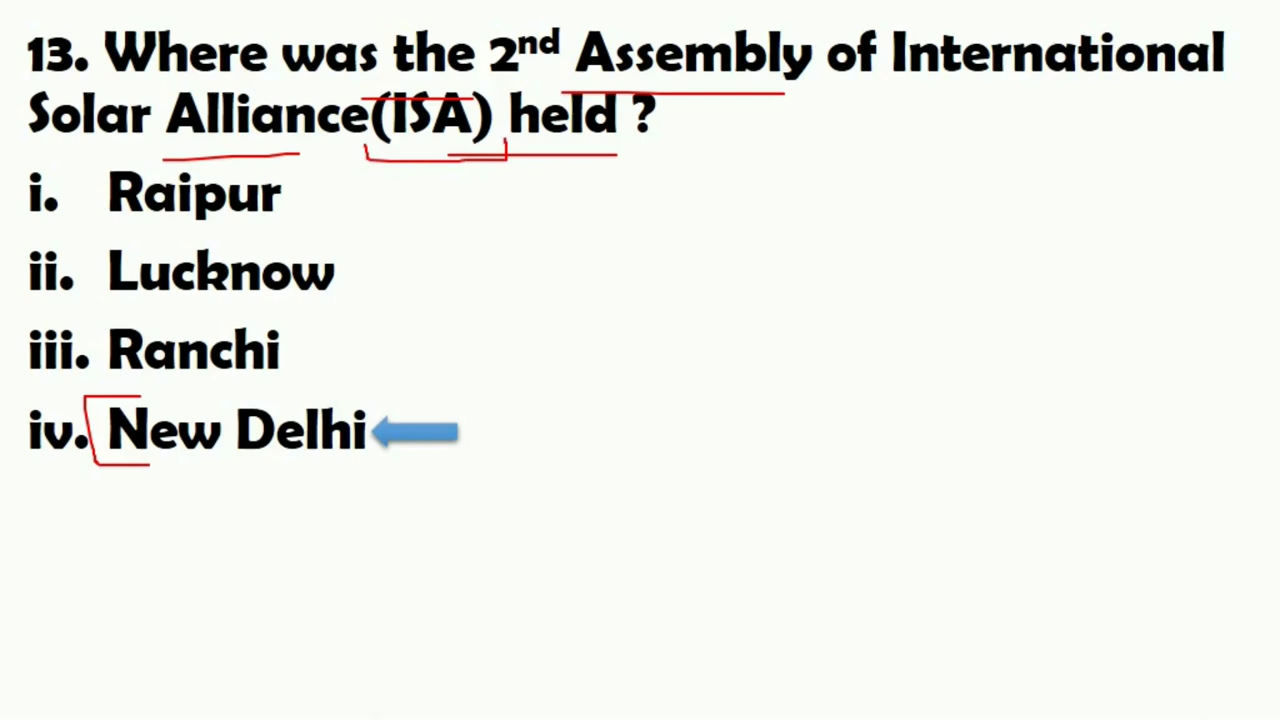 13. Where was the 2nd Assembly of International
Solar Alliance(ISA) held ?
i. Raipur
ii. Lucknow
iii. Ranchi
iv. New Delhi